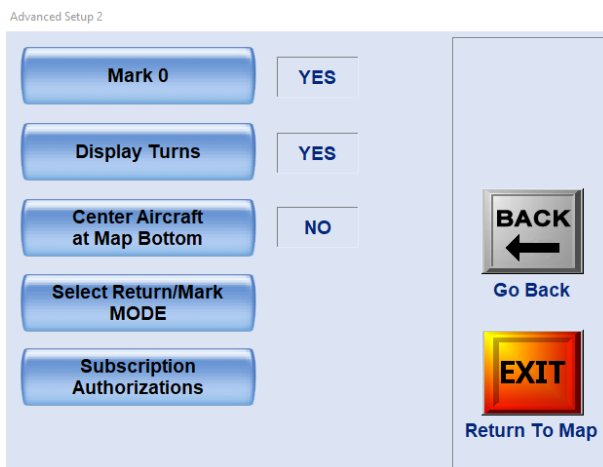 Advanced Setup 2
Mark 0
YES
Display Turns
YES
Center Aircraft
at Map Bottom
NO
Select Return/Mark
MODE
Subscription
Authorizations
BACK
Go Back
EXIT
Return To Map